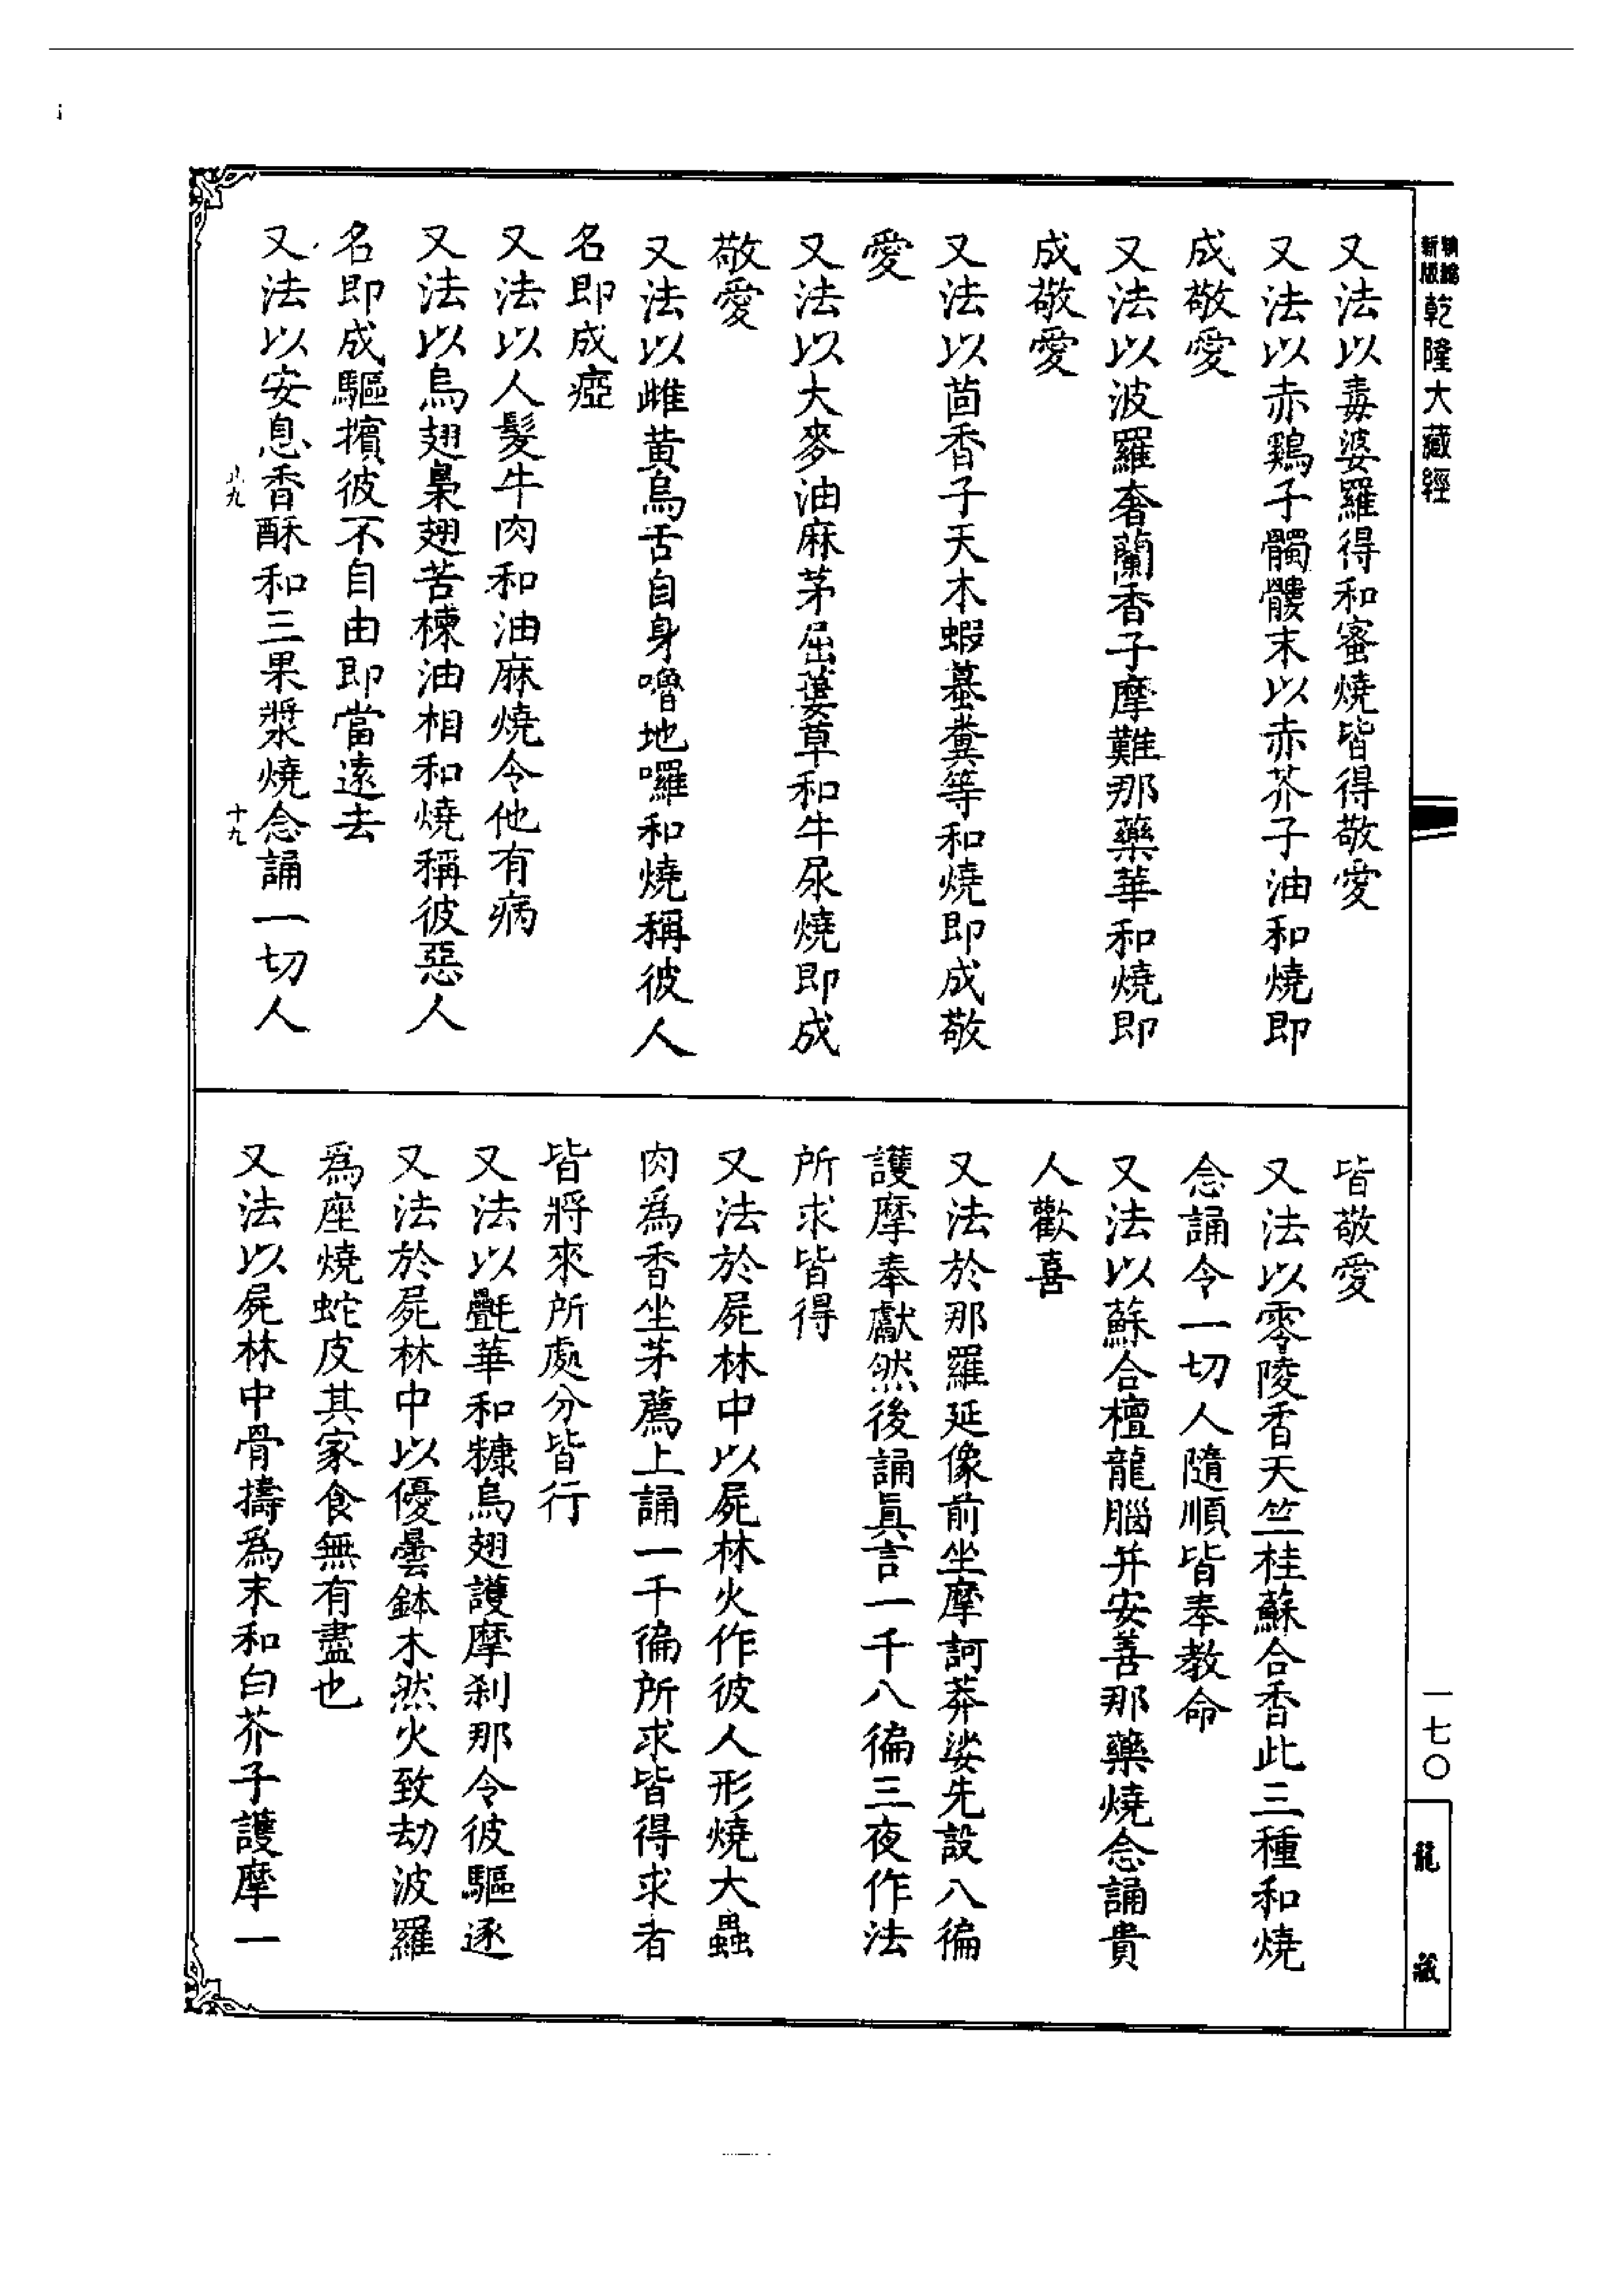 新版
乾隆大藏經
又法以毒婆羅得和蜜燒皆得敬愛
又法以赤鷄子髑髏末以赤芥子油和燒即
成敬愛
又法以波羅奢蘭香子摩難那藥華和燒即
成敬愛
又法以茴香子天木蝦蟇糞等和燒即成敬
愛
又法以大麥油麻茅屈蔞草和牛尿燒即成
敬愛
又法以雌黃烏舌自身嚕地囉和燒稱彼人
名即成瘂
又法以人髮牛肉和油麻燒令他有病
又法以烏翅梟翅苦楝油相和燒稱彼惡人
名即成驅擯彼不自由即當遠去
又法以安息香酥和三果漿燒念誦一切人
十九
皆敬愛
又法以零陵香天竺桂蘇合香此三種和燒
念誦令一切人隨順皆奉教命
又法以蘇合檀龍腦并安善那藥燒念誦貴
人歡喜
又法於那羅延像前坐摩訶莽娑先設八徧
護摩奉獻然後誦眞言一千八徧三夜作法
所求皆得
又法於屍林中以屍林火作彼人形燒大蟲
肉爲香坐茅薦上誦一千徧所求皆得求者
皆將來所處分皆行
又法以氎華和糠烏翅護摩剎那令彼驅逐
又法於屍林中以優曇鉢木然火致劫波羅
爲座燒蛇皮其家食無有盡也
又法以屍林中骨擣爲末和白芥子護摩一
一七〇
龍藏